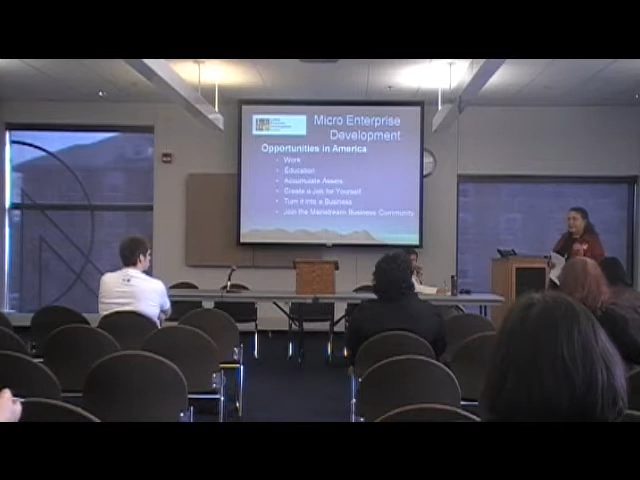 Micro Enterprise
Development
Opportunities in America
Work
Education
Accumulate Assets
Create a Job for Yourself
Turn it into a Business
Join the Mainstream Business Community